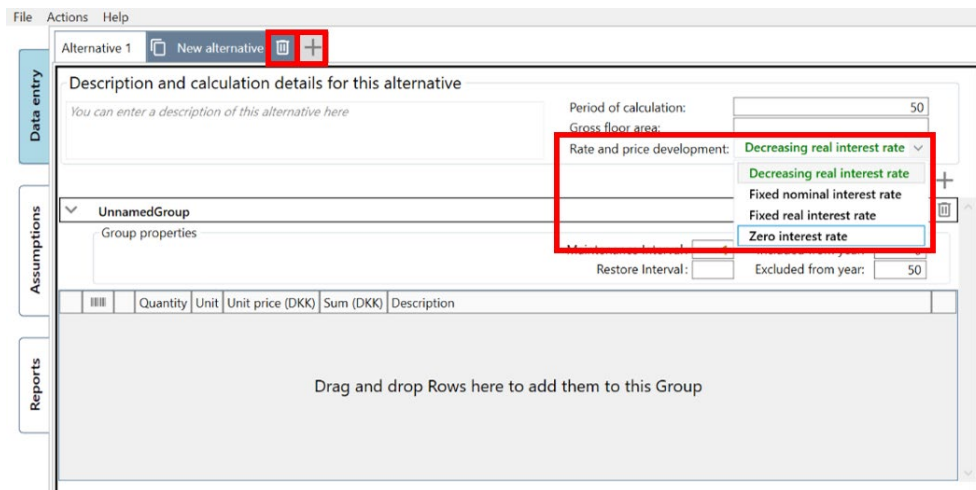 File Actions Help
Alternative 1 New alternative
Data entry
Assumptions
Reports
Description and calculation details for this alternative
You can enter a description of this alternative here
Period of calculation: 50
Gross floor area:
Rate and price development: Decreasing real interest rate
Decreasing real interest rate
Fixed nominal interest rate
Fixed real interest rate
Zero interest rate
UnnamedGroup
Group properties
Restore Interval: Excluded from year: 50
Quantity Unit Unit price (DKK) Sum (DKK) Description
Drag and drop Rows here to add them to this Group